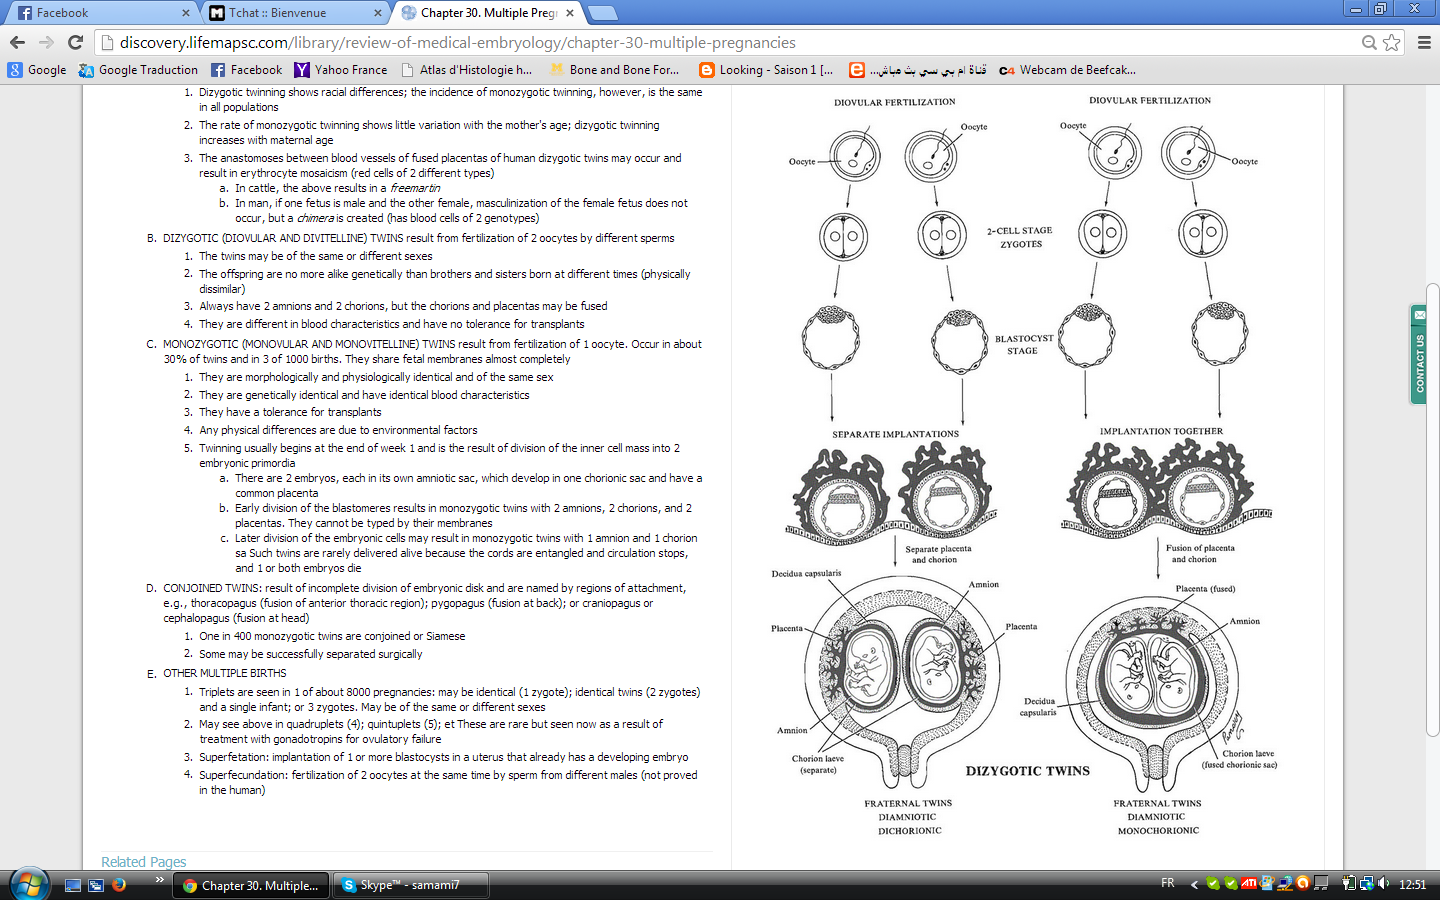 Facebook
Tchat :: Bienvenue
Chapter 30. Multiple Preg
discovery.lifemapsc.com/library/review-of-medical-embryology/chapter-30-multiple-pregnancies
Google
Google Traduction
Facebook
Yahoo France
Atlas d'Histologie h...
Bone and Bone For...
Looking - Saison 1 [...
قناة ام بي سي بث مباش...
Webcam de Beefcak...
1. Dizygotic twinning shows racial differences; the incidence of monozygotic twinning, however, is the same
in all populations
2. The rate of monozygotic twinning shows little variation with the mother's age; dizygotic twinning
increases with maternal age
3. The anastomoses between blood vessels of fused placentas of human dizygotic twins may occur and
result in erythrocyte mosaicism (red cells of 2 different types)
a. In cattle, the above results in a freemartin
b. In man, if one fetus is male and the other female, masculinization of the female fetus does not
occur, but a chimera is created (has blood cells of 2 genotypes)
B. DIZYGOTIC (DIOVULAR AND DIVITELLINE) TWINS result from fertilization of 2 oocytes by different sperms
1. The twins may be of the same or different sexes
2. The offspring are no more alike genetically than brothers and sisters born at different times (physically
dissimilar)
3. Always have 2 amnions and 2 chorions, but the chorions and placentas may be fused
4. They are different in blood characteristics and have no tolerance for transplants
C. MONOZYGOTIC (MONOVULAR AND MONOVITELLINE) TWINS result from fertilization of 1 oocyte. Occur in about
30% of twins and in 3 of 1000 births. They share fetal membranes almost completely
1. They are morphologically and physiologically identical and of the same sex
2. They are genetically identical and have identical blood characteristics
3. They have a tolerance for transplants
4. Any physical differences are due to environmental factors
5. Twinning usually begins at the end of week 1 and is the result of division of the inner cell mass into 2
embryonic primordia
a. There are 2 embryos, each in its own amniotic sac, which develop in one chorionic sac and have a
common placenta
b. Early division of the blastomeres results in monozygotic twins with 2 amnions, 2 chorions, and 2
placentas. They cannot be typed by their membranes
c. Later division of the embryonic cells may result in monozygotic twins with 1 amnion and 1 chorion
sa Such twins are rarely delivered alive because the cords are entangled and circulation stops,
and 1 or both embryos die
D. CONJOINED TWINS: result of incomplete division of embryonic disk and are named by regions of attachment,
e.g., thoracopagus (fusion of anterior thoracic region); pygopagus (fusion at back); or craniopagus or
cephalopagus (fusion at head)
1. One in 400 monozygotic twins are conjoined or Siamese
2. Some may be successfully separated surgically
E. OTHER MULTIPLE BIRTHS
1. Triplets are seen in 1 of about 8000 pregnancies: may be identical (1 zygote); identical twins (2 zygotes)
and a single infant; or 3 zygotes. May be of the same or different sexes
2. May see above in quadruplets (4); quintuplets (5); et These are rare but seen now as a result of
treatment with gonadotropins for ovulatory failure
3. Superfetation: implantation of 1 or more blastocysts in a uterus that already has a developing embryo
4. Superfecundation: fertilization of 2 oocytes at the same time by sperm from different males (not proved
in the human)
Related Pages
DIOVULAR FERTILIZATION
DIOVULAR FERTILIZATION
Oocyte
Oocyte
Oocyte
Oocyte
2-CELL STAGE
ZYGOTES
BLASTOCYST
STAGE
SEPARATE IMPLANTATIONS
IMPLANTATION TOGETHER
Separate placenta
and chorion
Fusion of placenta
and chorion
Decidua capsularis
Amnion
Placenta
Placenta
Amnion
Chorion laeve
(separate)
Placenta (fused)
Amnion
Decidua
capsularis
Chorion laeve
(fused chorionic sac)
DIZYGOTIC TWINS
FRATERNAL TWINS
DIAMNIOTIC
DICHORIONIC
FRATERNAL TWINS
DIAMNIOTIC
MONOCHORIONIC
CONTACT US
Chapter 30. Multiple...
Skype™ - samami7
FR
12:51